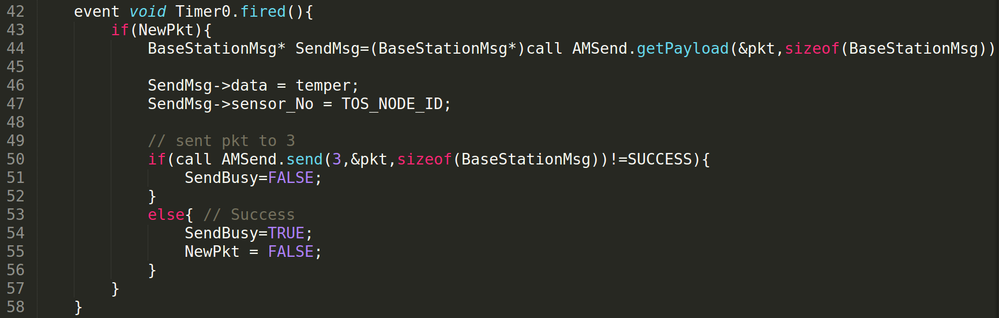 42 event void Timer0.fired(){
43 if(NewPkt){
44 BaseStationMsg* SendMsg=(BaseStationMsg*)call AMSend.getPayload(&pkt,sizeof(BaseStationMsg))
45
46 SendMsg->data = temper;
47 SendMsg->sensor_No = TOS_NODE_ID;
48
49 // sent pkt to 3
50 if(call AMSend.send(3,&pkt,sizeof(BaseStationMsg))!=SUCCESS){
51 SendBusy=FALSE;
52 }
53 else{ // Success
54 SendBusy=TRUE;
55 NewPkt = FALSE;
56 }
57 }
58 }